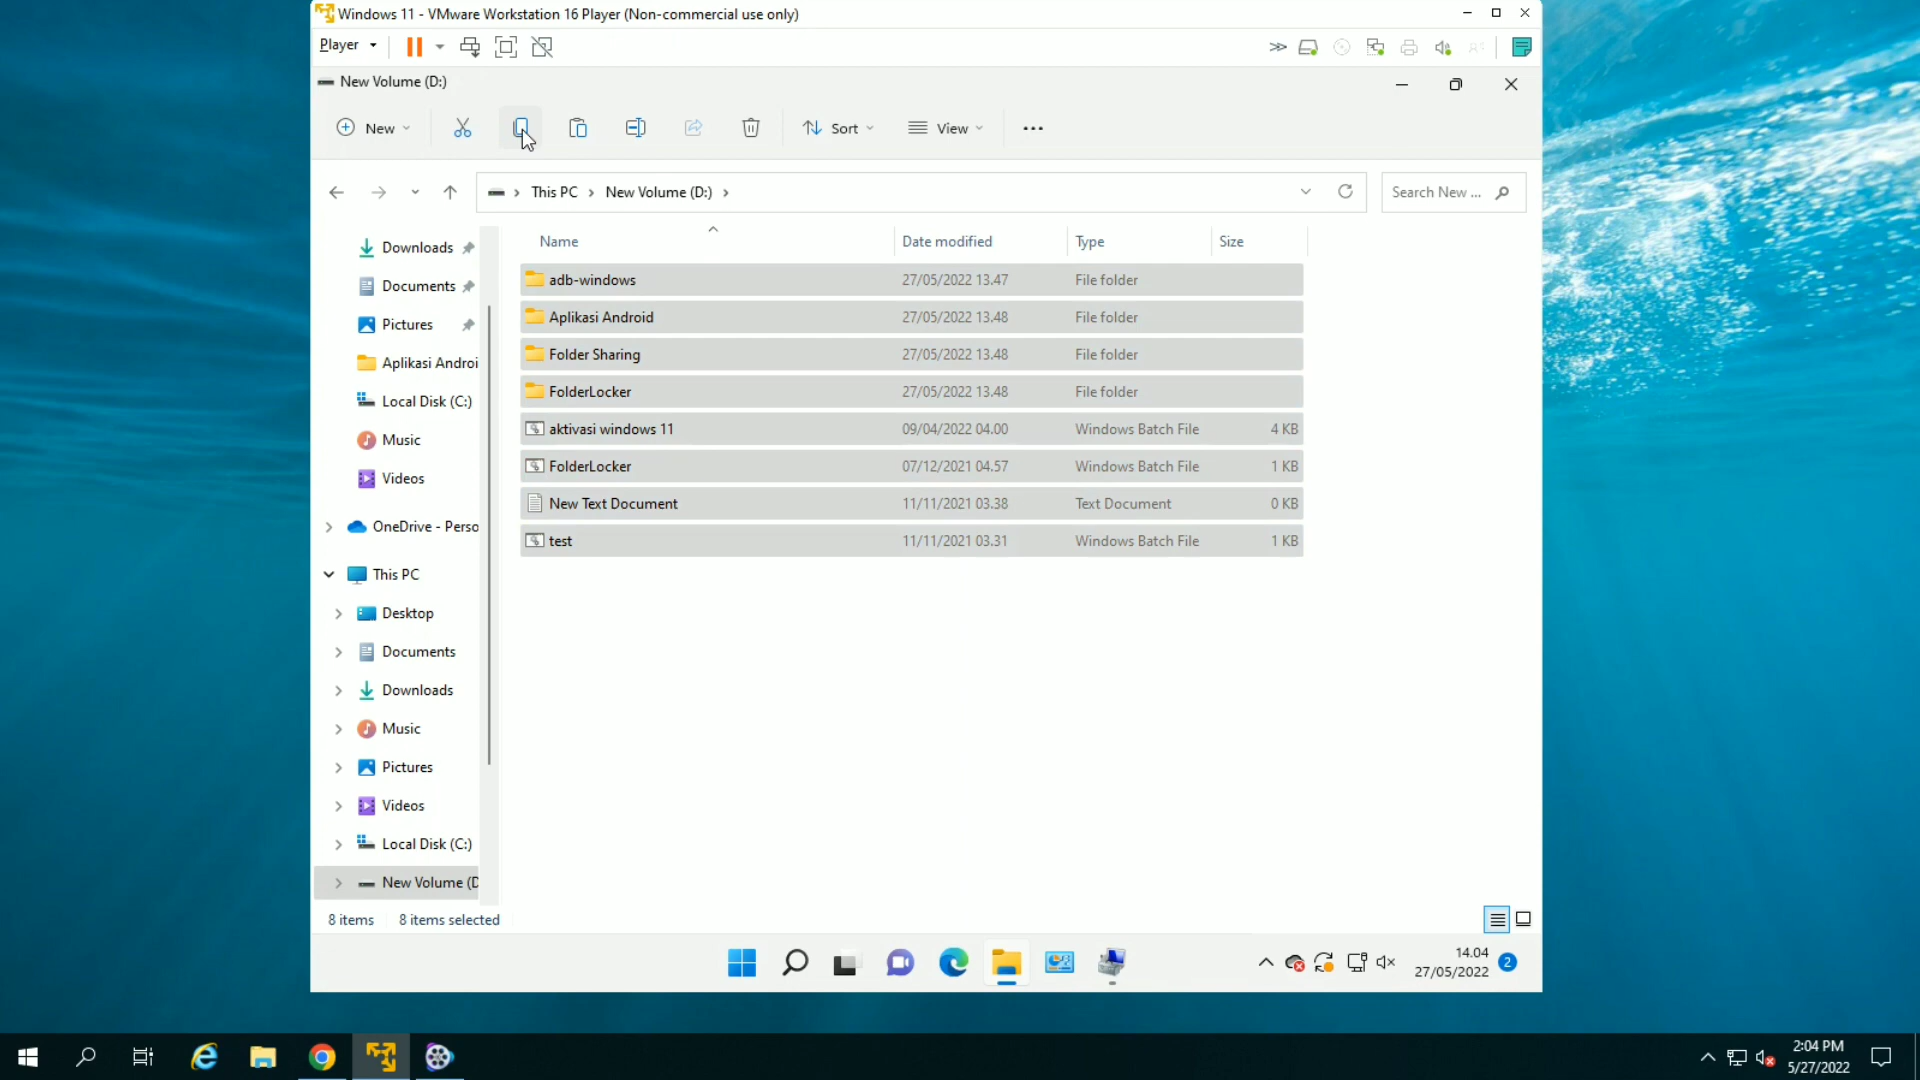 Windows 11 - VMware Workstation 16 Player (Non-commercial use only)
Player
New Volume (D:)
New
Sort
View
This PC
New Volume (D:)
Search New ...
Name
Date modified
Type
Size
Downloads
Documents
Pictures
Aplikasi Androi
Local Disk (C:)
Music
Videos
OneDrive - Perso
This PC
Desktop
Documents
Downloads
Music
Pictures
Videos
Local Disk (C:)
New Volume (D
adb-windows 27/05/2022 13.47 File folder
Aplikasi Android 27/05/2022 13.48 File folder
Folder Sharing 27/05/2022 13.48 File folder
FolderLocker 27/05/2022 13.48 File folder
aktivasi windows 11 09/04/2022 04.00 Windows Batch File 4 KB
FolderLocker 07/12/2021 04.57 Windows Batch File 1 KB
New Text Document 11/11/2021 03.38 Text Document 0 KB
test 11/11/2021 03.31 Windows Batch File 1 KB
8 items 8 items selected
14.04
27/05/2022
2
2:04 PM
5/27/2022